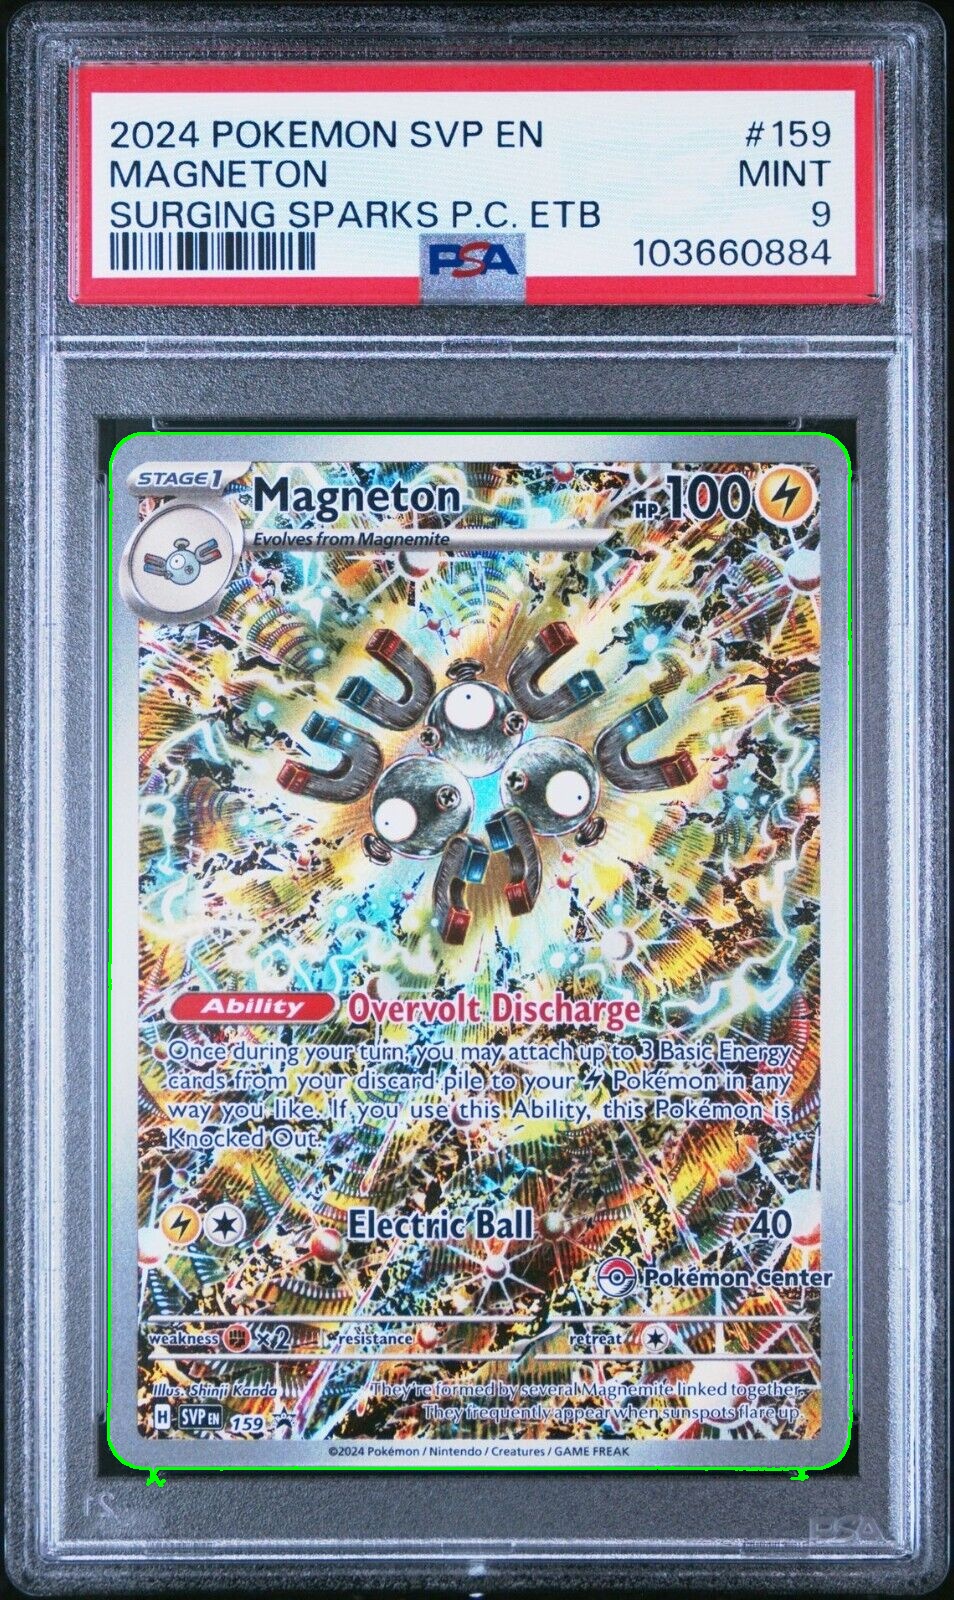 2024 POKEMON SVP EN #159
MAGNETON MINT
SURGING SPARKS P.C. ETB 9
PSA 103660884
STAGE 1 Magneton HP 100
Evolves from Magnemite
Ability Overvolt Discharge
Once during your turn, you may attach up to 3 Basic Energy
cards from your discard pile to your Pokémon in any
way you like. If you use this Ability, this Pokémon is
Knocked Out.
Electric Ball 40
Pokémon Center
weakness ×2 resistance retreat
Illus. Shinji Kanda
They're formed by several Magnemite linked together.
They frequently appear when sunspots flare up.
H SVP EN 159
©2024 Pokémon / Nintendo / Creatures / GAME FREAK
PSA